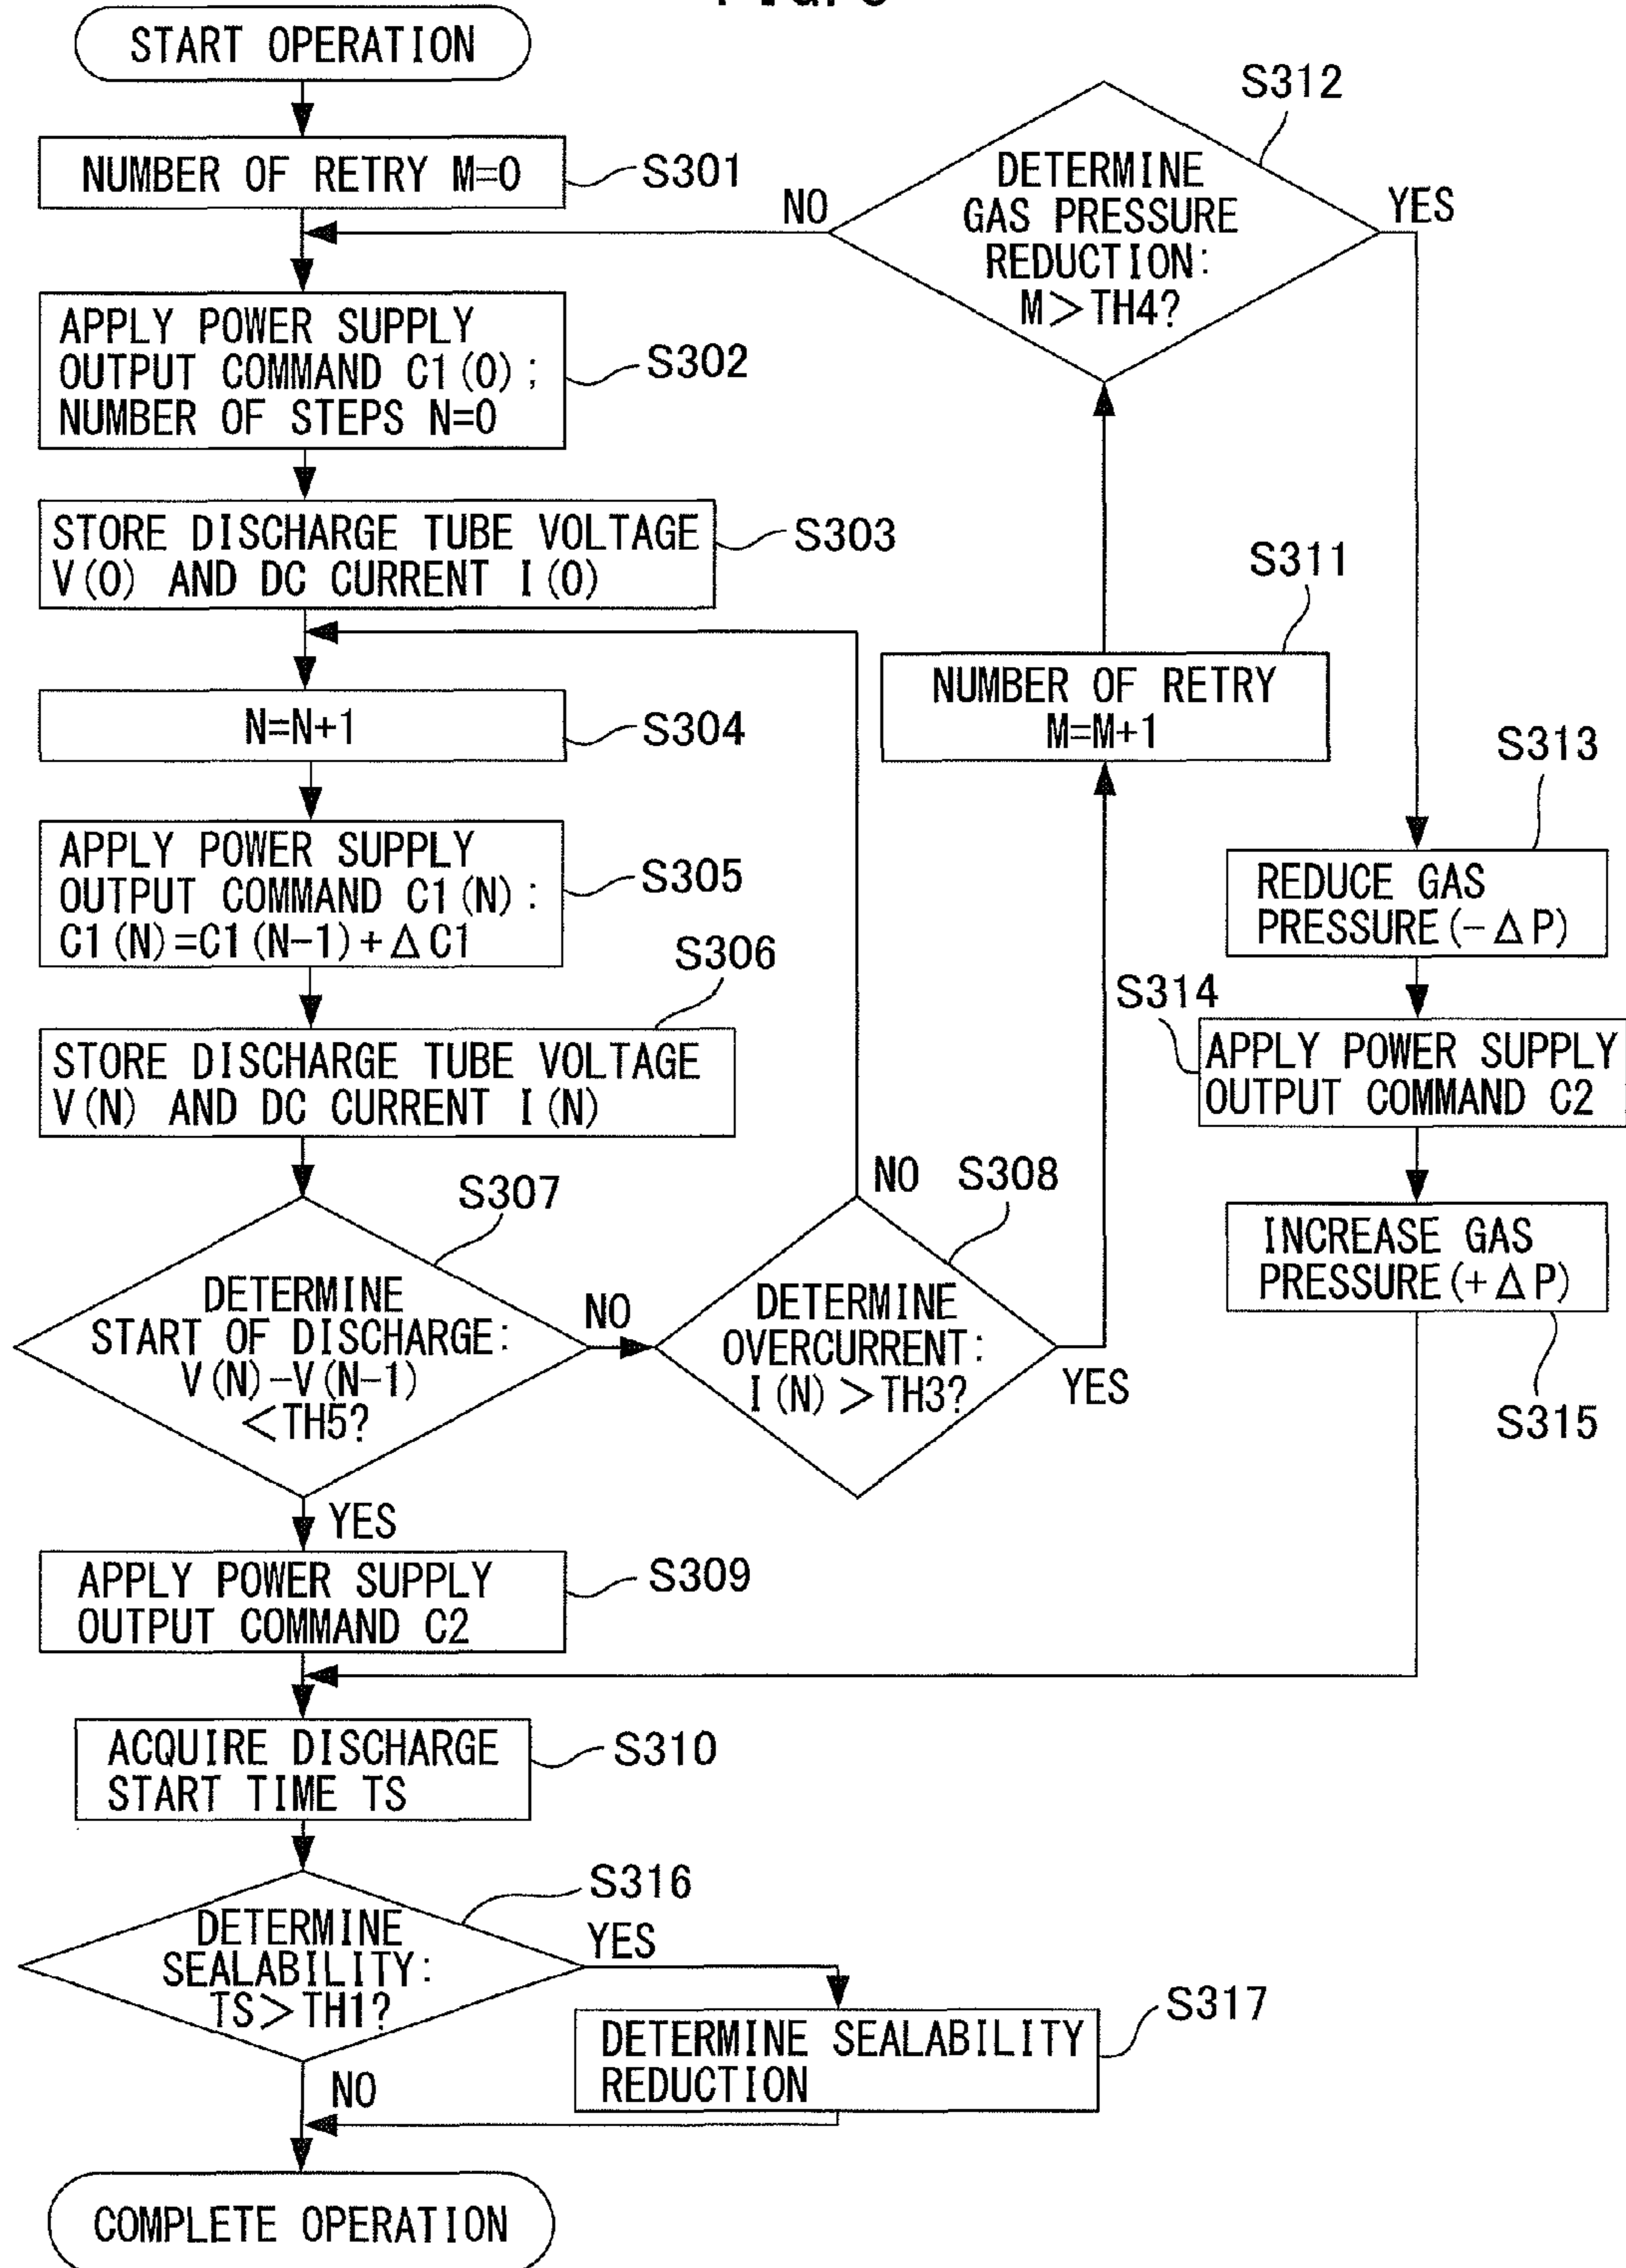 START OPERATION
NUMBER OF RETRY M=0
S301
APPLY POWER SUPPLY
OUTPUT COMMAND C1(0);
NUMBER OF STEPS N=0
S302
STORE DISCHARGE TUBE VOLTAGE
V(0) AND DC CURRENT I(0)
S303
N=N+1
S304
APPLY POWER SUPPLY
OUTPUT COMMAND C1(N):
C1(N)=C1(N-1)+ΔC1
S305
S306
STORE DISCHARGE TUBE VOLTAGE
V(N) AND DC CURRENT I(N)
S307
DETERMINE
START OF DISCHARGE:
V(N)-V(N-1)
<TH5?
NO
YES
S308
DETERMINE
OVERCURRENT:
I(N)>TH3?
NO
YES
APPLY POWER SUPPLY
OUTPUT COMMAND C2
S309
ACQUIRE DISCHARGE
START TIME TS
S310
S311
NUMBER OF RETRY
M=M+1
S312
DETERMINE
GAS PRESSURE
REDUCTION:
M>TH4?
NO
YES
S313
REDUCE GAS
PRESSURE(-ΔP)
S314
APPLY POWER SUPPLY
OUTPUT COMMAND C2
INCREASE GAS
PRESSURE(+ΔP)
S315
S316
DETERMINE
SEALABILITY:
TS>TH1?
YES
NO
DETERMINE SEALABILITY
REDUCTION
S317
COMPLETE OPERATION